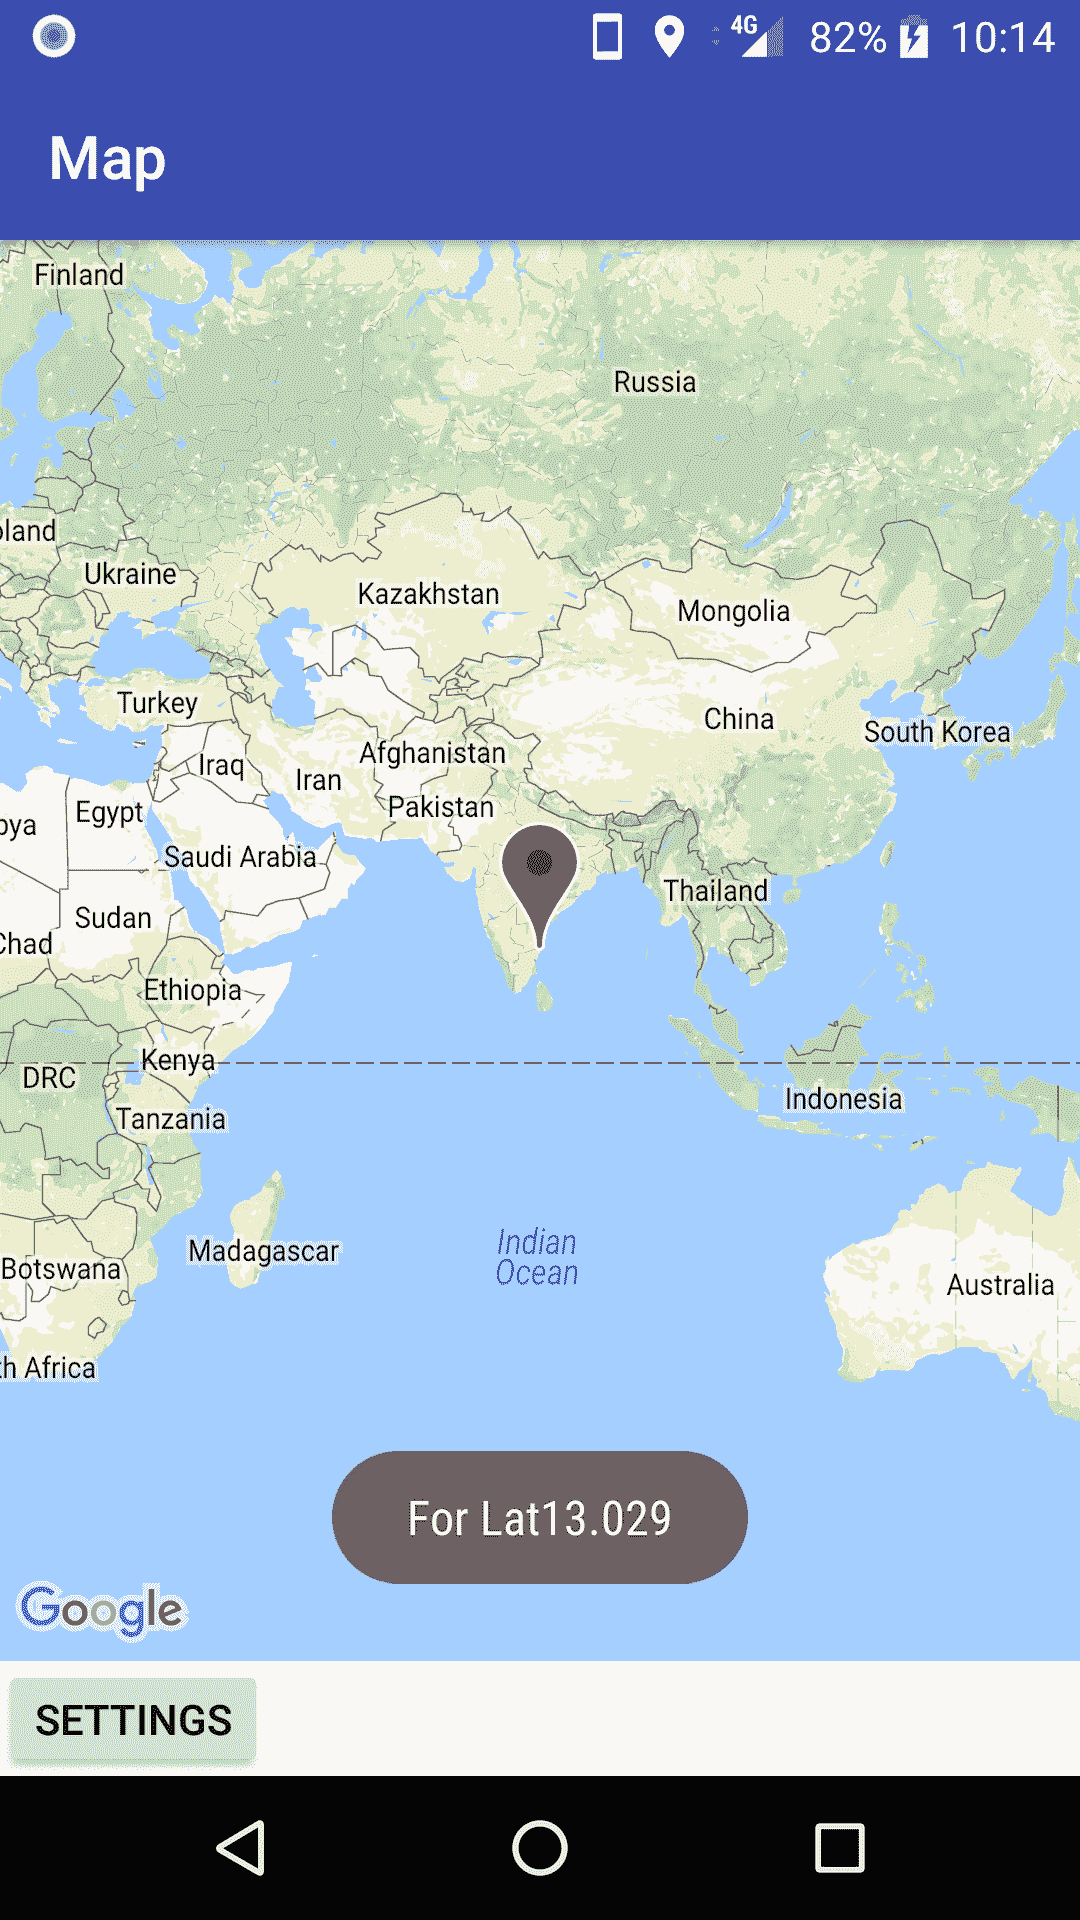 4G 82% 10:14
Map
Finland
Russia
oland
Ukraine
Kazakhstan
Mongolia
Turkey
China
South Korea
Afghanistan
Iraq
Iran
Pakistan
Egypt
bya
Saudi Arabia
Thailand
Sudan
Chad
Ethiopia
Kenya
DRC
Indonesia
Tanzania
Indian
Ocean
Madagascar
Botswana
Australia
th Africa
For Lat13.029
Google
SETTINGS